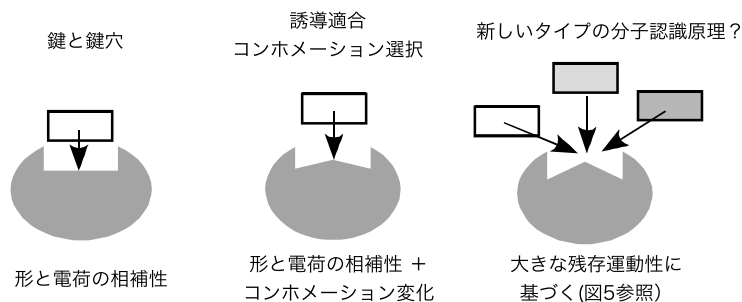 鍵と鍵穴
誘導適合
コンホメーション選択
新しいタイプの分子認識原理？
形と電荷の相補性
形と電荷の相補性 ＋
コンホメーション変化
大きな残存運動性に
基づく(図5参照）